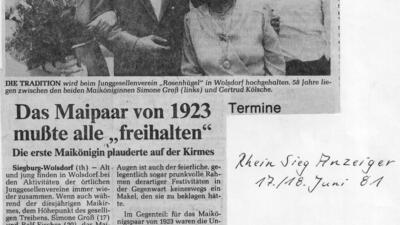 DIE TRADITION wird beim Junggesellenverein „Rosenhügel" in Wolsdorf hochgehalten. 58 Jahre lie-
gen zwischen den beiden Maiköniginnen Simone Groß (links) und Gertrud Kölsche.
Das Maipaar von 1923
mußte alle „freihalten"
Die erste Maikönigin plauderte auf der Kirmes
Siegburg-Wolsdorf (th) – Alt
und jung finden in Wolsdorf bei
den Aktivitäten der örtlichen
Junggesellenvereine immer wie-
der zusammen. Wenn auch wäh-
rend der diesjährigen Maikir-
mes, dem Höhepunkt des geselli-
gen Treibens, Simone Groß (17)
Augen ist auch der feierliche, ge-
legentlich sogar prunkvolle Rah-
men derartiger Festivitäten in
der Gegenwart keineswegs ein
Makel, den sie zu beklagen hät-
te.
Im Gegenteil: für das Maikö-
nigspaar von 1923 waren die Un-
Termine
Rhein Sieg Anzeiger
17./18. Juni 81